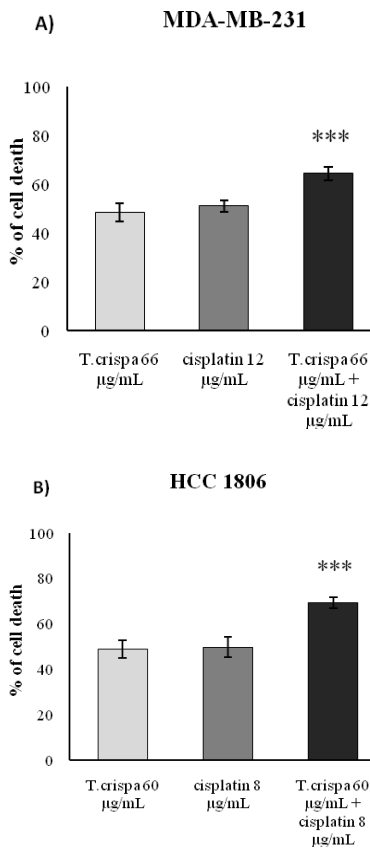 A)
MDA-MB-231
100
80
60
40
20
0
% of cell death
***
T.crispa 66
µg/mL
cisplatin 12
µg/mL
T.crispa 66
µg/mL +
cisplatin 12
µg/mL
B)
HCC 1806
100
80
60
40
20
0
% of cell death
***
T.crispa 60
µg/mL
cisplatin 8
µg/mL
T.crispa 60
µg/mL +
cisplatin 8
µg/mL